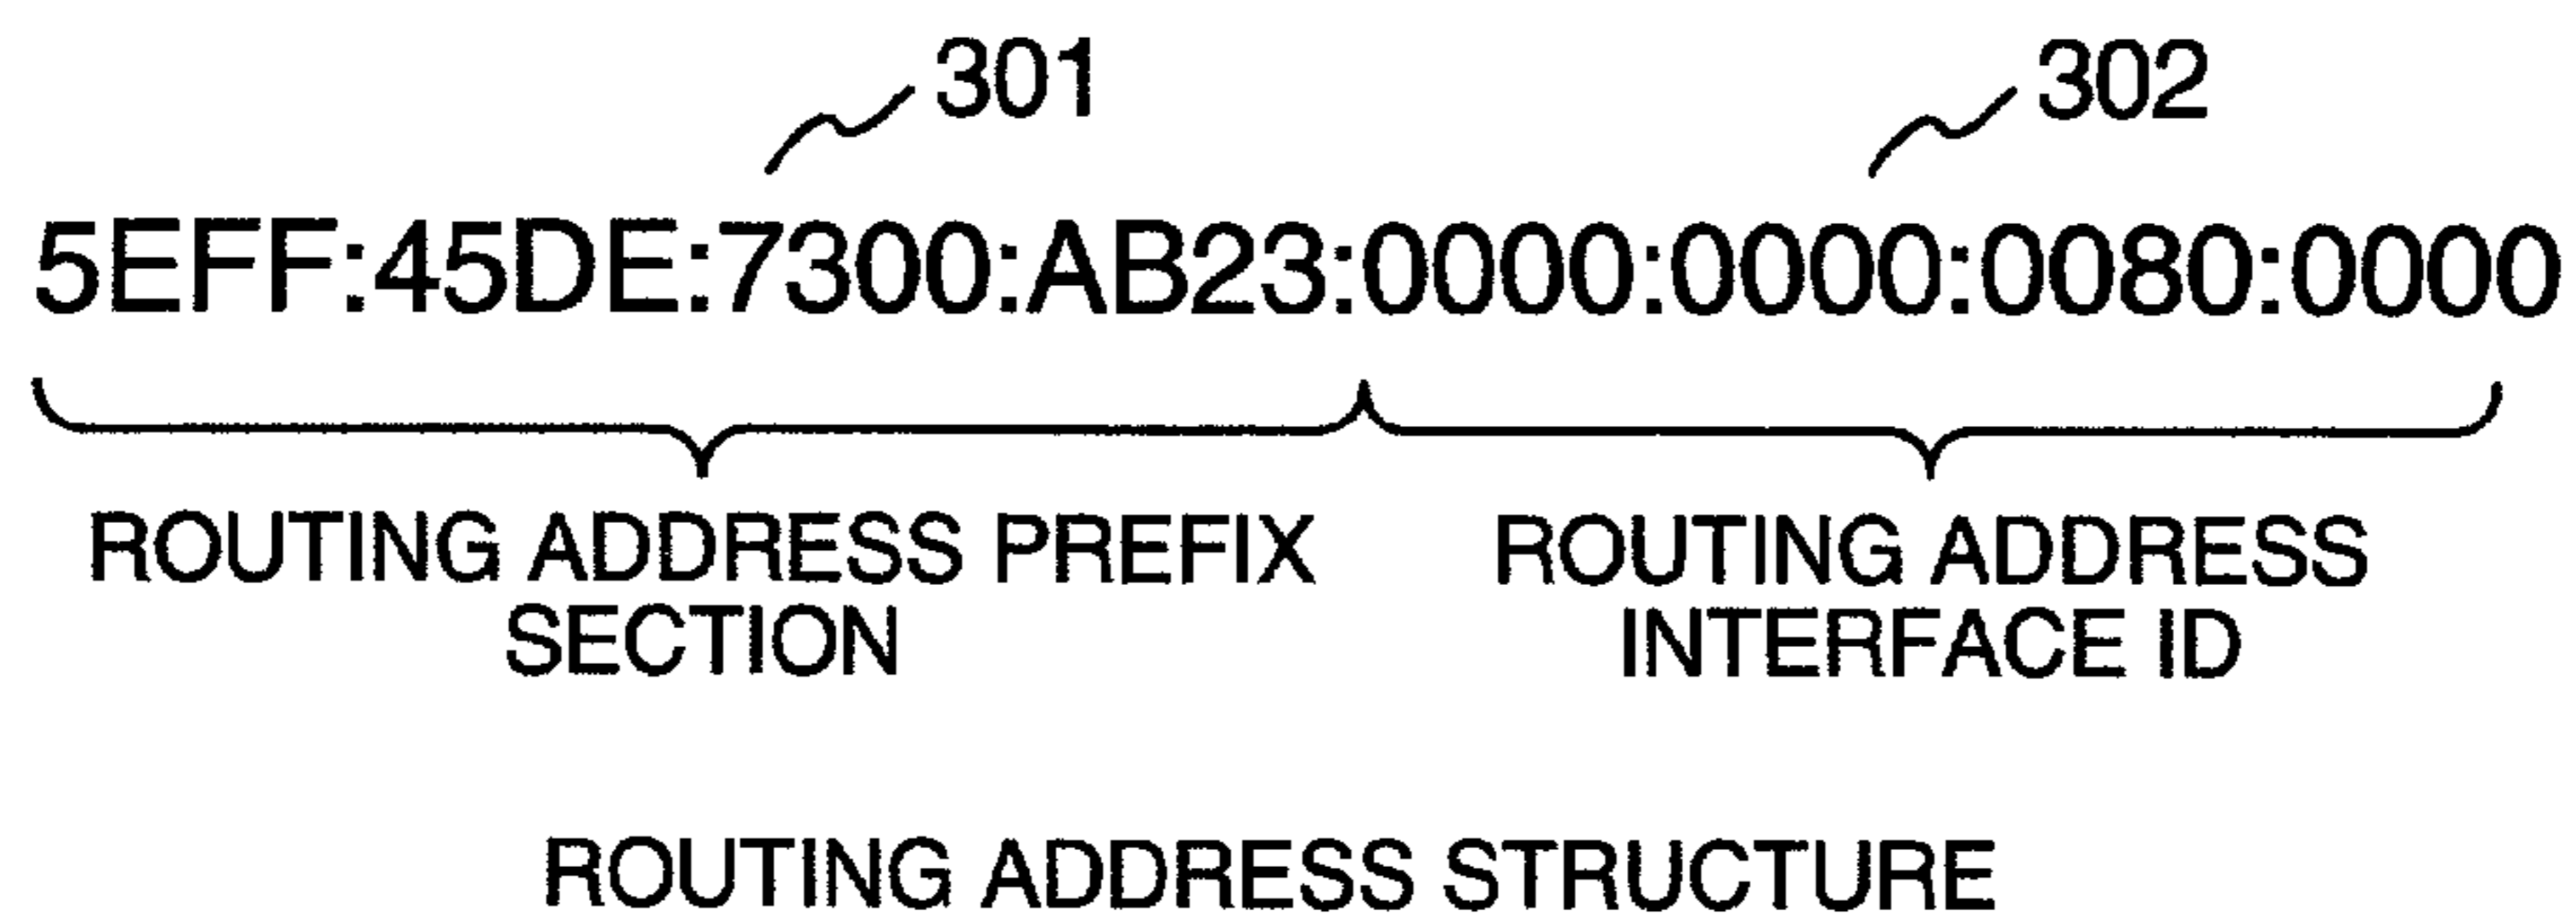 301 302
5EFF:45DE:7300:AB23:0000:0000:0080:0000
ROUTING ADDRESS PREFIX ROUTING ADDRESS
SECTION INTERFACE ID
ROUTING ADDRESS STRUCTURE